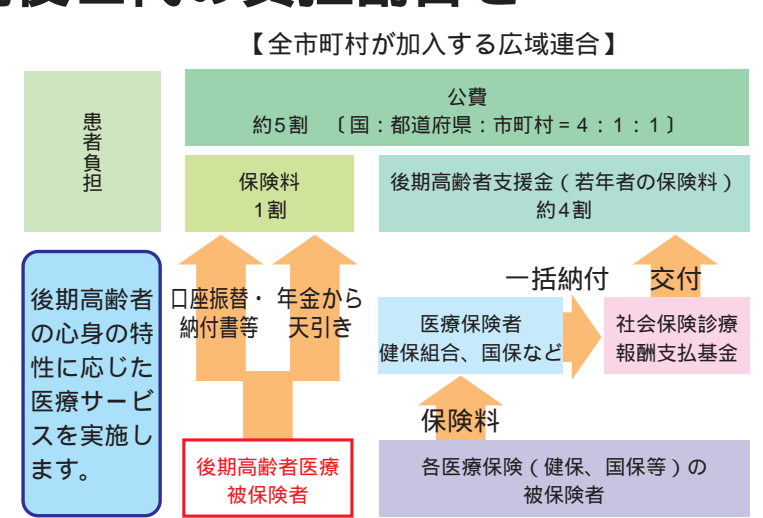 の負担割合
【全市町村が加入する広域連合】
患者負担
公費
約5割 〔国:都道府県:市町村=4:1:1〕
保険料
1割
後期高齢者支援金(若年者の保険料)
約4割
後期高齢者
の心身の特
性に応じた
医療サービ
スを実施し
ます。
口座振替・
納付書等
年金から
天引き
一括納付
交付
医療保険者
健保組合、国保など
社会保険診療
報酬支払基金
保険料
後期高齢者医療
被保険者
各医療保険(健保、国保等)の
被保険者